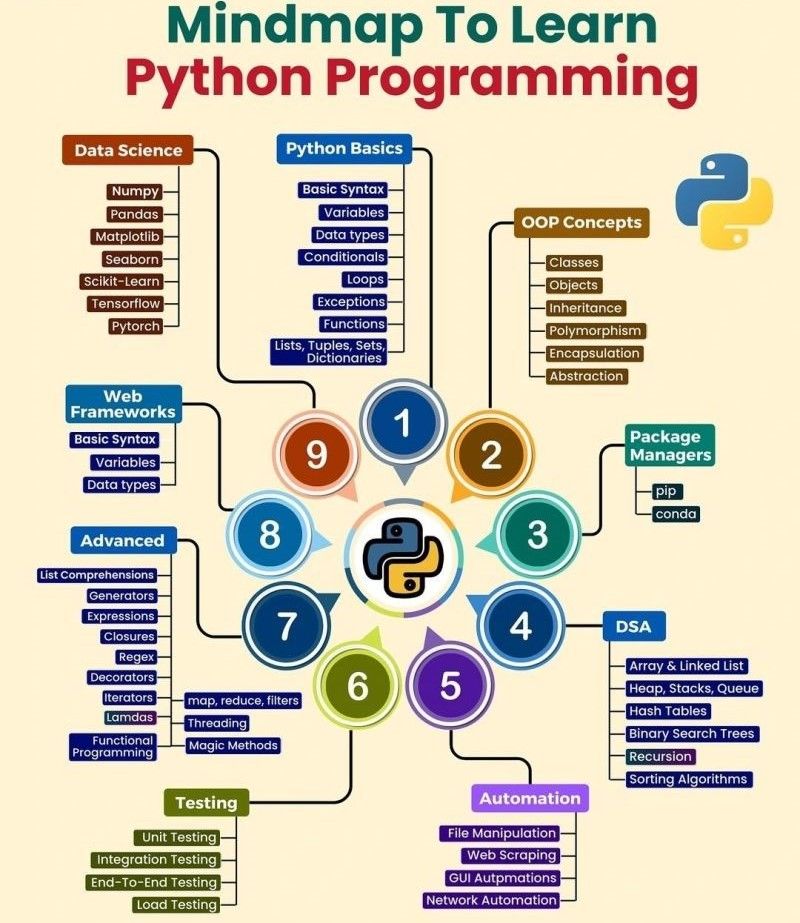 Mindmap To Learn
Python Programming
Data Science
Numpy
Pandas
Matplotlib
Seaborn
Scikit-Learn
Tensorflow
Pytorch
Python Basics
Basic Syntax
Variables
Data types
Conditionals
Loops
Exceptions
Functions
Lists, Tuples, Sets,
Dictionaries
OOP Concepts
Classes
Objects
Inheritance
Polymorphism
Encapsulation
Abstraction
Web
Frameworks
Basic Syntax
Variables
Data types
9
1
2
Package
Managers
pip
conda
8
3
Advanced
List Comprehensions
Generators
Expressions
Closures
Regex
Decorators
Iterators
Lamdas
Functional
Programming
map, reduce, filters
Threading
Magic Methods
7
4
DSA
Array & Linked List
Heap, Stacks, Queue
Hash Tables
Binary Search Trees
Recursion
Sorting Algorithms
6
5
Testing
Unit Testing
Integration Testing
End-To-End Testing
Load Testing
Automation
File Manipulation
Web Scraping
GUI Autpmations
Network Automation